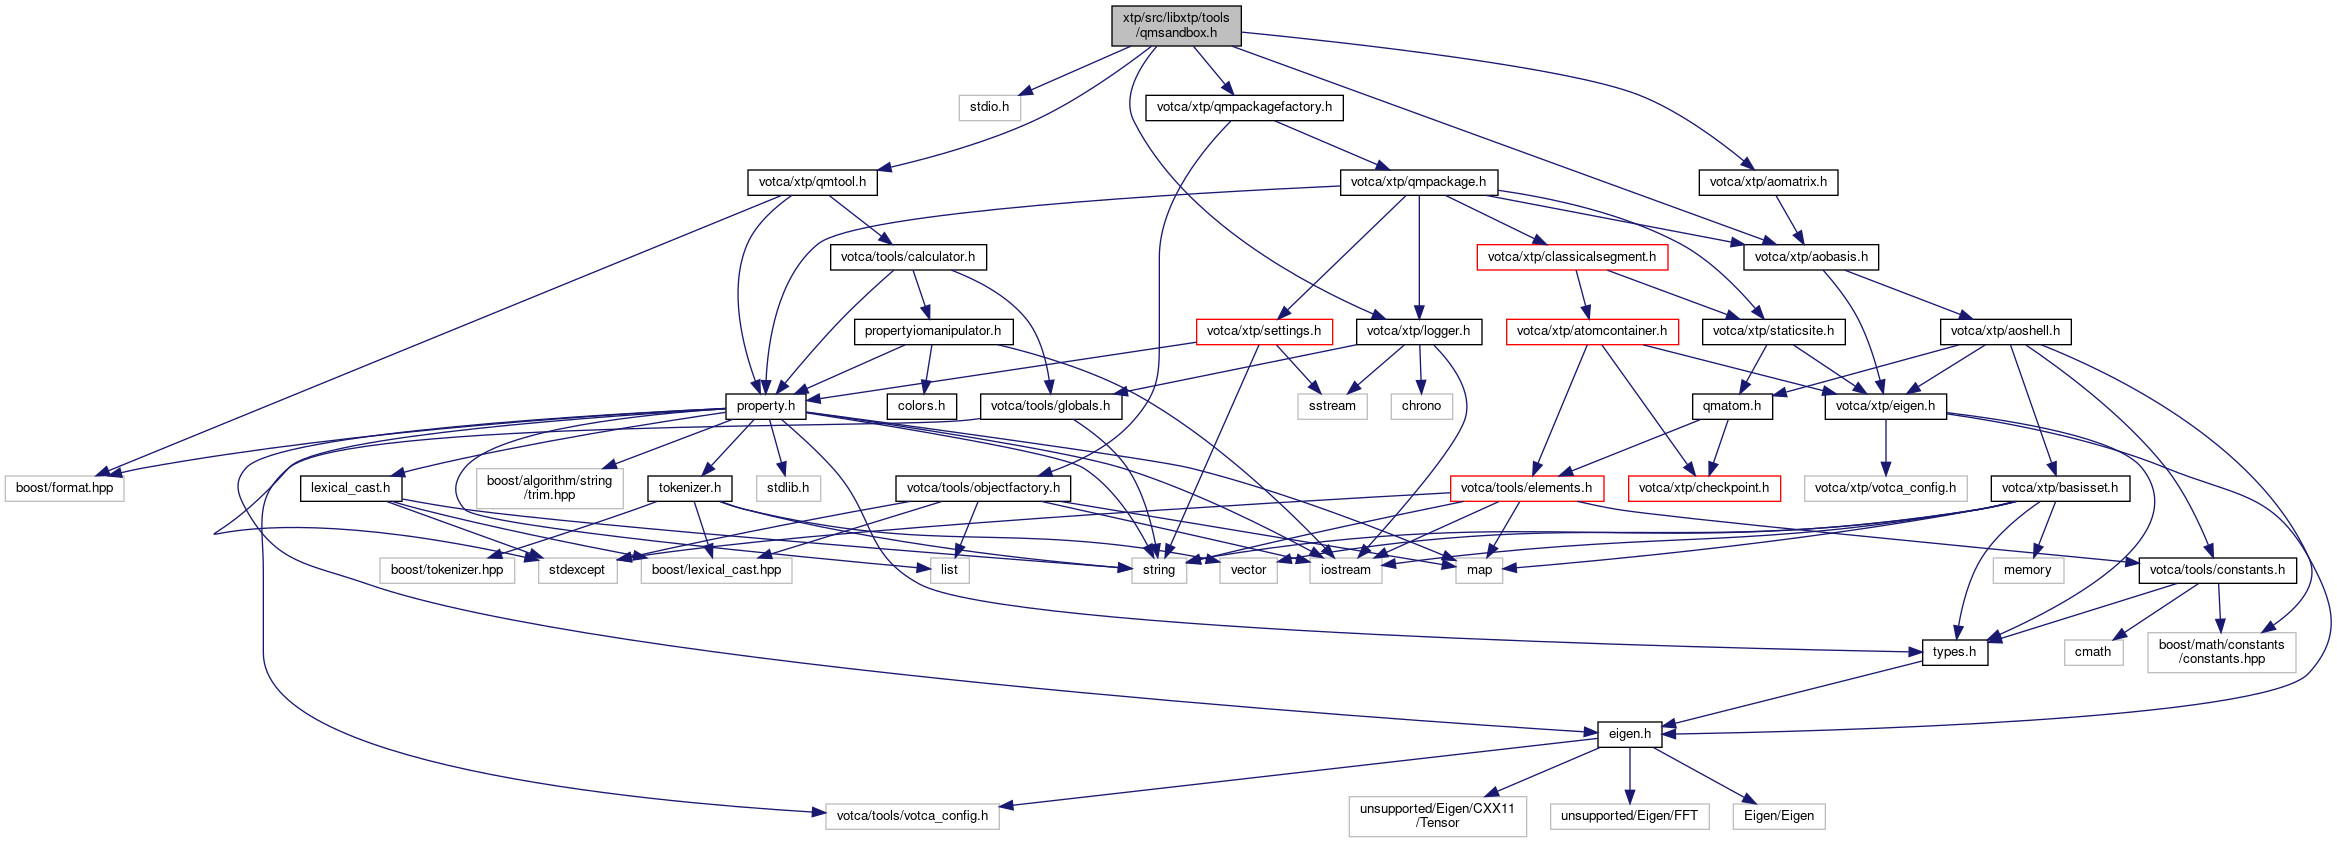 xtp/src/libxtp/tools
/qmsandbox.h
stdio.h
votca/xtp/qmpackagefactory.h
votca/xtp/qmtool.h
votca/xtp/qmpackage.h
votca/xtp/aomatrix.h
votca/tools/calculator.h
votca/xtp/classicalsegment.h
votca/xtp/aobasis.h
propertyiomanipulator.h
votca/xtp/settings.h
votca/xtp/logger.h
votca/xtp/atomcontainer.h
votca/xtp/staticsite.h
votca/xtp/aoshell.h
property.h
colors.h
votca/tools/globals.h
sstream
chrono
qmatom.h
votca/xtp/eigen.h
boost/format.hpp
lexical_cast.h
boost/algorithm/string
/trim.hpp
tokenizer.h
stdlib.h
votca/tools/objectfactory.h
votca/tools/elements.h
votca/xtp/checkpoint.h
votca/xtp/votca_config.h
votca/xtp/basisset.h
boost/tokenizer.hpp
stdexcept
boost/lexical_cast.hpp
list
string
vector
iostream
map
memory
votca/tools/constants.h
types.h
cmath
boost/math/constants
/constants.hpp
eigen.h
votca/tools/votca_config.h
unsupported/Eigen/CXX11
/Tensor
unsupported/Eigen/FFT
Eigen/Eigen